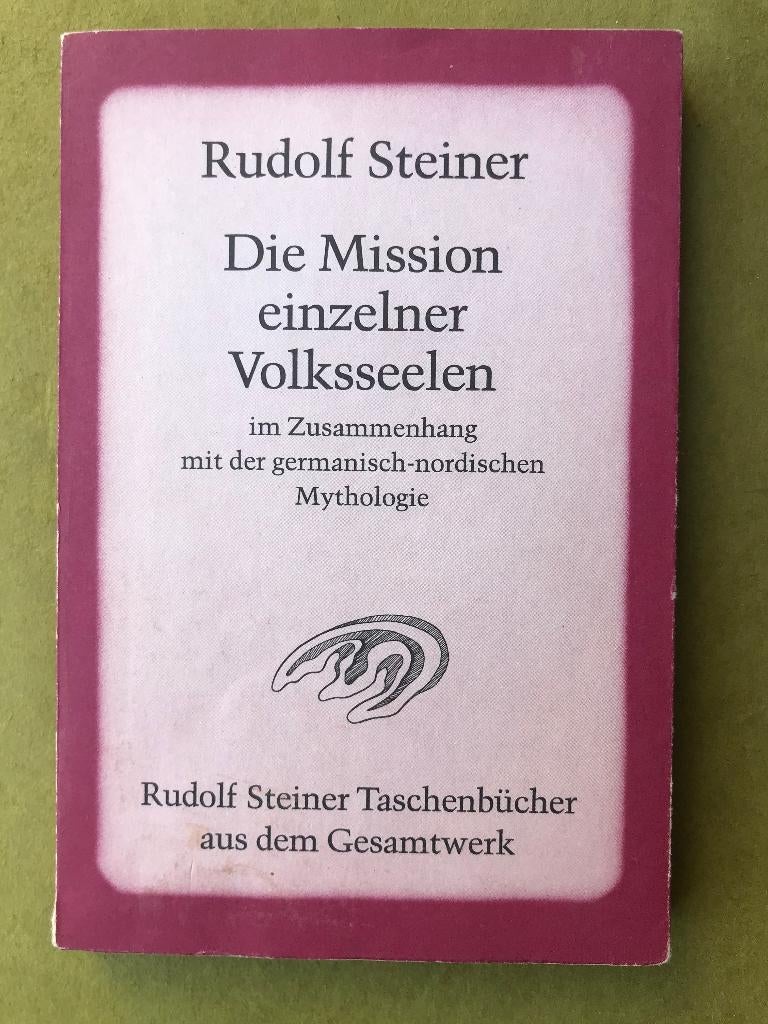 Rudolf Steiner
Die Mission
einzelner
Volksseelen
im Zusammenhang
mit der germanisch-nordischen
Mythologie
Rudolf Steiner Taschenbücher
aus dem Gesamtwerk